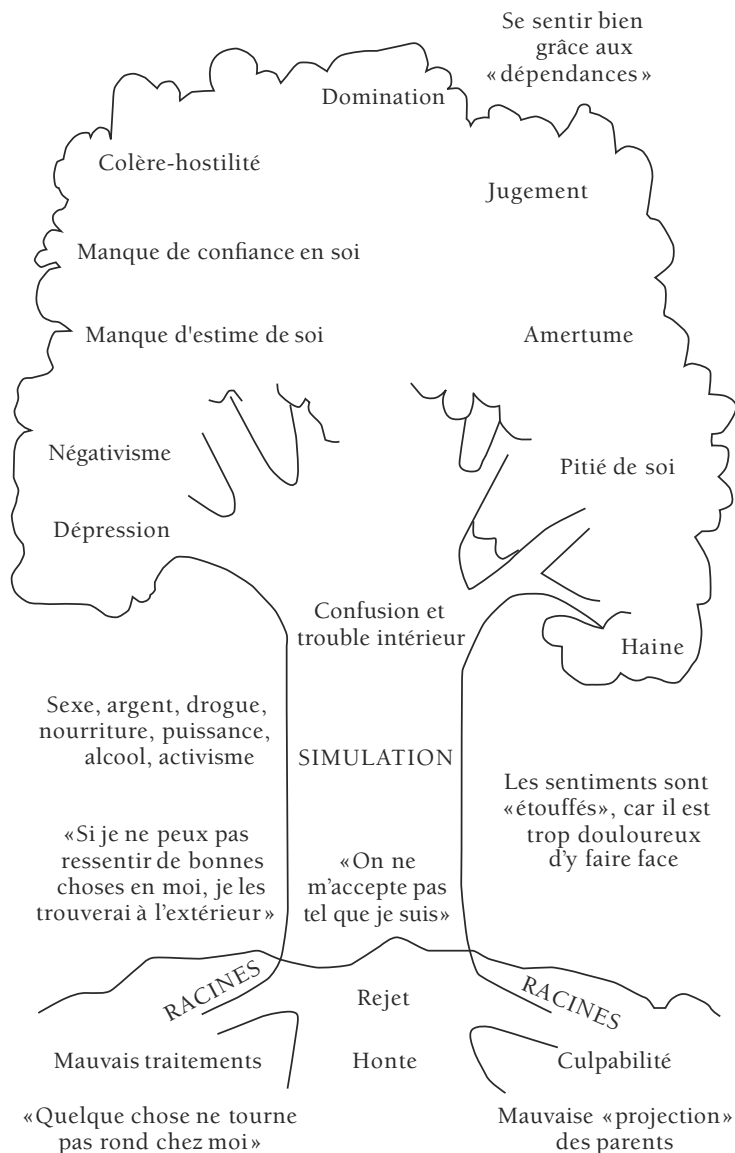 Se sentir bien
grâce aux
«dépendances»
Domination
Colère-hostilité
Jugement
Manque de confiance en soi
Manque d'estime de soi
Amertume
Négativisme
Pitié de soi
Dépression
Confusion et
trouble intérieur
Haine
Sexe, argent, drogue,
nourriture, puissance,
alcool, activisme
SIMULATION
Les sentiments sont
«étouffés», car il est
trop douloureux
d'y faire face
«Si je ne peux pas
ressentir de bonnes
choses en moi, je les
trouverai à l'extérieur»
«On ne
m'accepte pas
tel que je suis»
RACINES
Rejet
RACINES
Mauvais traitements
Honte
Culpabilité
«Quelque chose ne tourne
pas rond chez moi»
Mauvaise «projection»
des parents